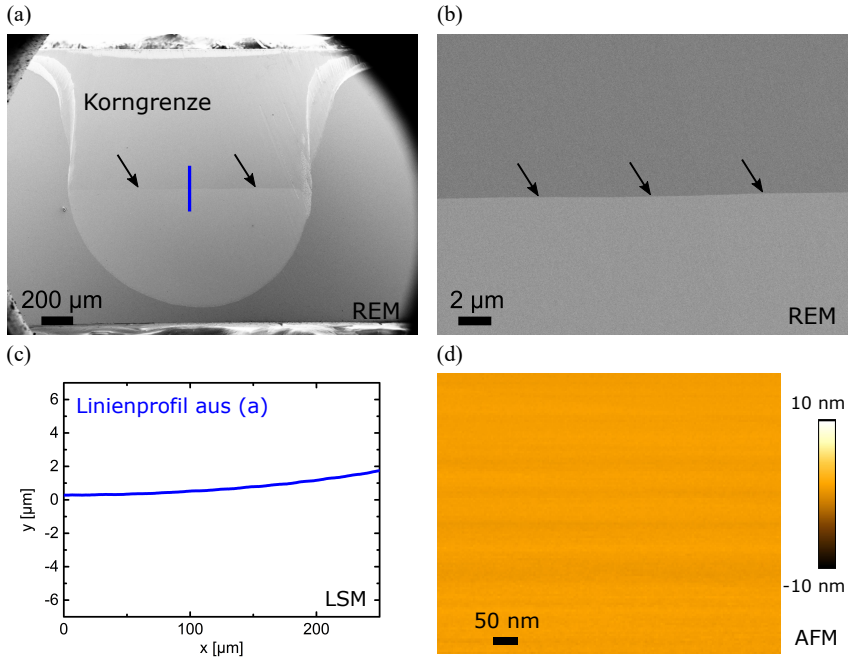 (a)
Korngrenze
200 µm
REM
(b)
2 µm
REM
(c)
Linienprofil aus (a)
6
4
2
0
-2
-4
-6
y [µm]
0
100
200
x [µm]
LSM
(d)
50 nm
10 nm
-10 nm
AFM